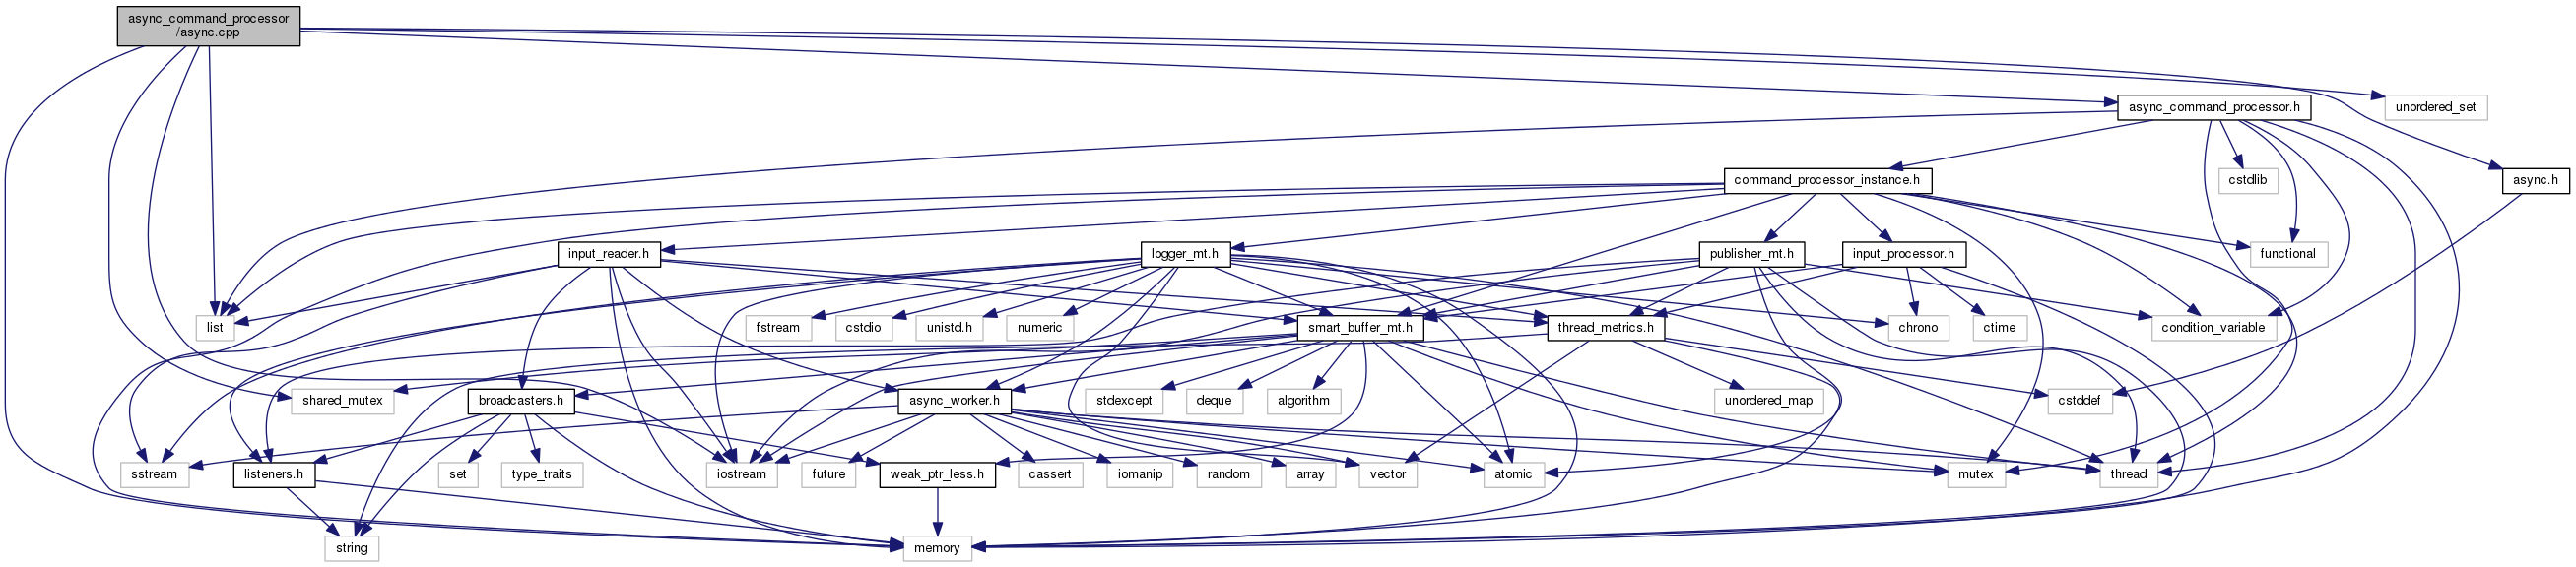 async_command_processor
/async.cpp
async_command_processor.h
unordered_set
command_processor_instance.h
cstdlib
async.h
input_reader.h
logger_mt.h
publisher_mt.h
input_processor.h
functional
list
fstream
cstdio
unistd.h
numeric
smart_buffer_mt.h
thread_metrics.h
chrono
ctime
condition_variable
shared_mutex
broadcasters.h
async_worker.h
stdexcept
deque
algorithm
unordered_map
cstddef
sstream
listeners.h
set
type_traits
iostream
future
weak_ptr_less.h
cassert
iomanip
random
array
vector
atomic
mutex
thread
string
memory